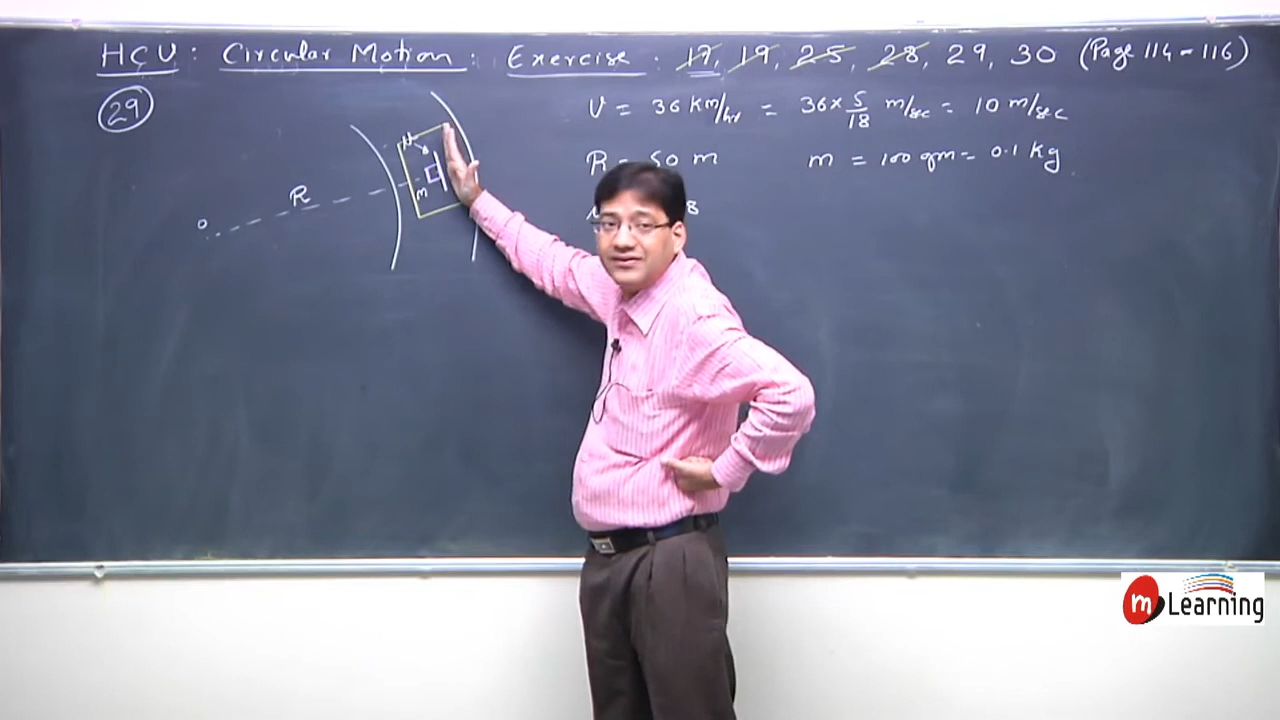 HCV : Circular Motion : Exercise : 17, 19, 25, 28, 29, 30 (Page 114 - 116)
29
V = 36 Km/hr = 36 × 5/18 m/sec = 10 m/sec
R = 50 m
m = 100 gm = 0.1 Kg
8
μ
m
R
O
m Learning